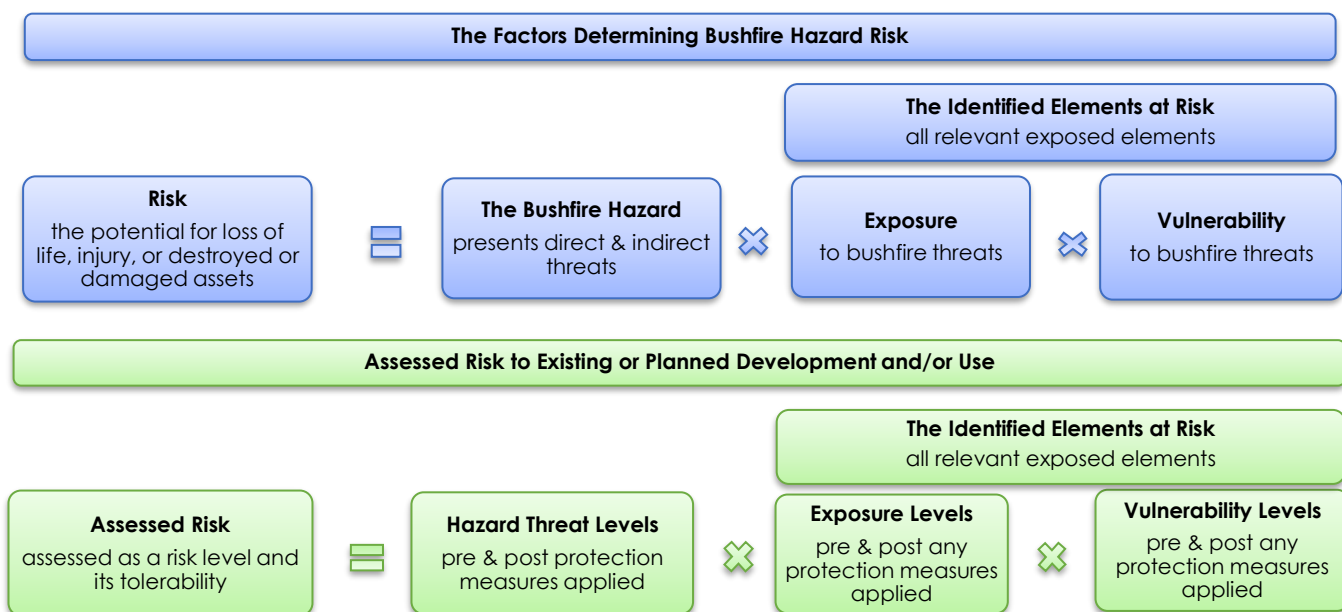 The Factors Determining Bushfire Hazard Risk
The Identified Elements at Risk
all relevant exposed elements
Risk
the potential for loss of
life, injury, or destroyed or
damaged assets
The Bushfire Hazard
presents direct & indirect
threats
Exposure
to bushfire threats
Vulnerability
to bushfire threats
Assessed Risk to Existing or Planned Development and/or Use
The Identified Elements at Risk
all relevant exposed elements
Assessed Risk
assessed as a risk level and
its tolerability
Hazard Threat Levels
pre & post protection
measures applied
Exposure Levels
pre & post any
protection measures
applied
Vulnerability Levels
pre & post any
protection measures
applied